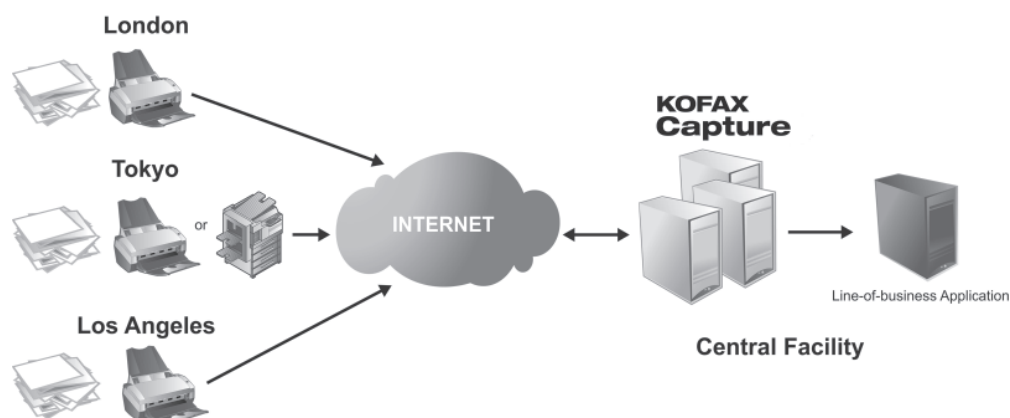 London
Tokyo
or
Los Angeles
INTERNET
KOFAX
Capture
Line-of-business Application
Central Facility